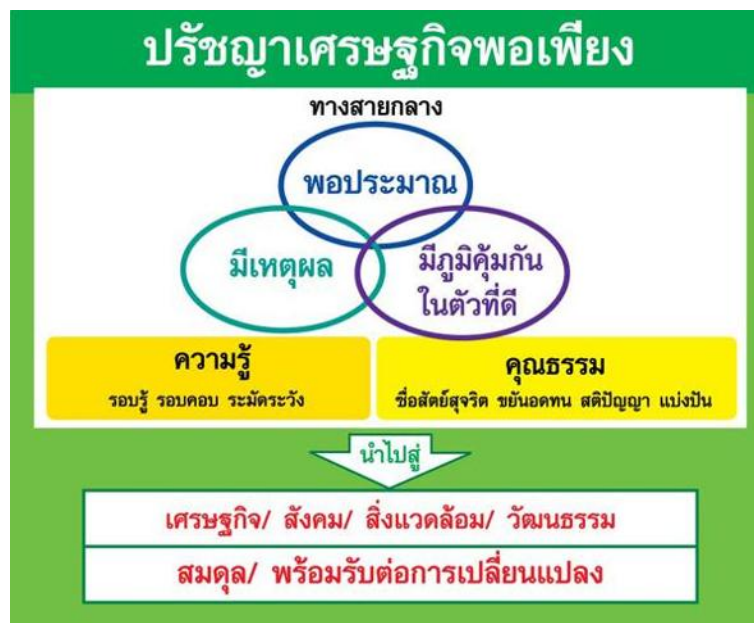 ปรัชญาเศรษฐกิจพอเพียง
ทางสายกลาง
พอประมาณ
มีเหตุผล
มีภูมิคุ้มกัน
ในตัวที่ดี
ความรู้
รอบรู้ รอบคอบ ระมัดระวัง
คุณธรรม
ซื่อสัตย์สุจริต ขยันอดทน สติปัญญา แบ่งปัน
นำไปสู่
เศรษฐกิจ/ สังคม/ สิ่งแวดล้อม/ วัฒนธรรม
สมดุล/ พร้อมรับต่อการเปลี่ยนแปลง